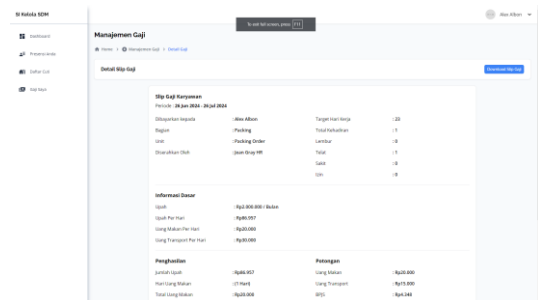 SI Kelola SDM
Alex Albon
To exit full screen, press F11
Dashboard
Manajemen Gaji
Presensi Anda
Home > Manajemen Gaji > Detail Gaji
Daftar Cuti
Gaji Saya
Detail Slip Gaji
Download Slip Gaji
Slip Gaji Karyawan
Periode : 26 Jun 2024 - 26 Jul 2024
Dibayarkan Kepada : Alex Albon Target Hari Kerja : 23
Bagian : Packing Total Kehadiran : 1
Unit : Packing Order Lembur : 0
Diserahkan Oleh : Joan Gray HR Telat : 1
Sakit : 0
Izin : 0
Informasi Dasar
Upah : Rp2.000.000 / Bulan
Upah Per Hari : Rp86.957
Uang Makan Per Hari : Rp20.000
Uang Transport Per Hari : Rp30.000
Penghasilan Potongan
Jumlah Upah : Rp86.957 Uang Makan : Rp20.000
Hari Uang Makan : (1 Hari) Uang Transport : Rp15.000
Total Uang Makan : Rp20.000 BPJS : Rp4.348